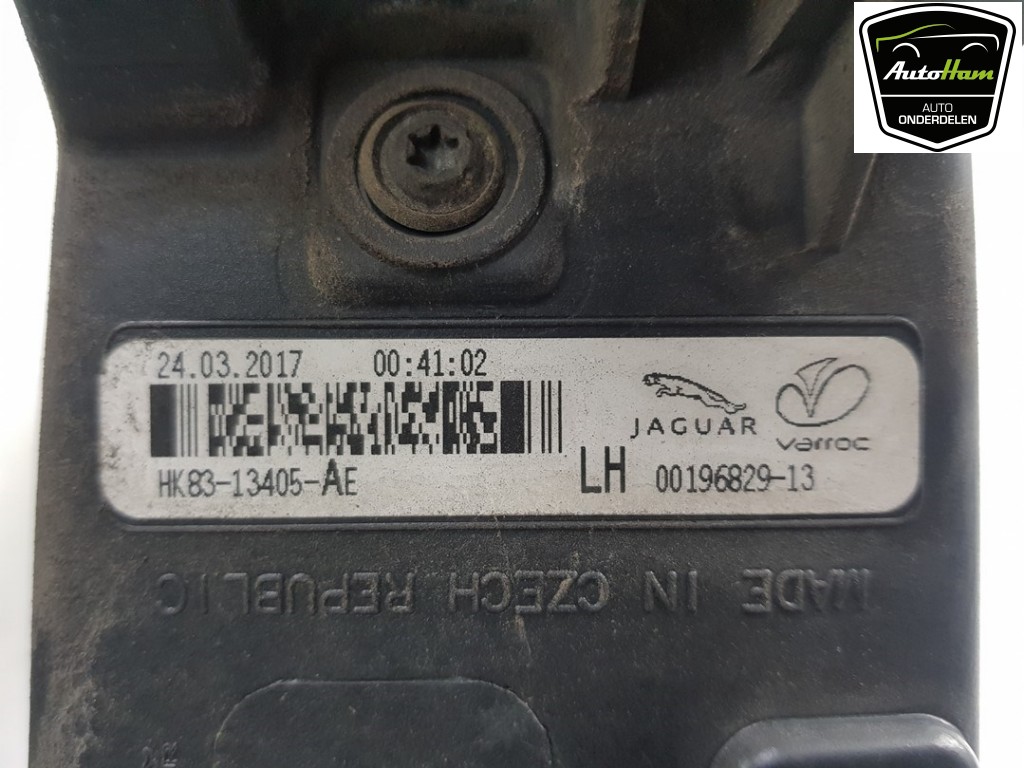 AutoHam
AUTO
ONDERDELEN
24.03.2017 00:41:02
JAGUAR varroc
HK83-13405-AE LH 00196829-13
MADE IN CZECH REPUBLIC